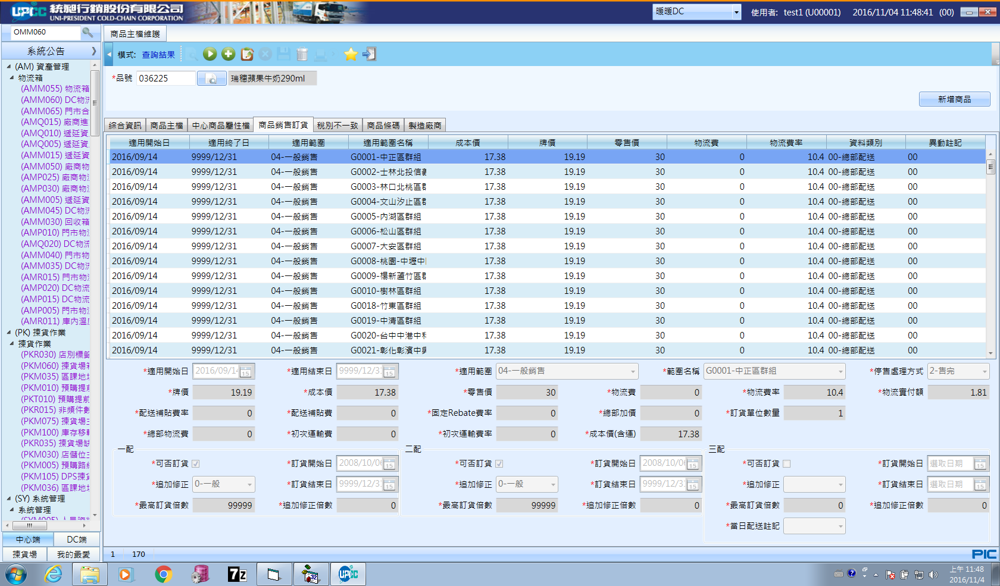 UPCC 統昶行銷股份有限公司
UNI-PRESIDENT COLD-CHAIN CORPORATION
暖暖DC
使用者: test1 (U00001) 2016/11/04 11:48:41 (00)
OMM060
商品主檔維護
系統公告
模式: 查詢結果
*品號 036225 瑞穗蘋果牛奶290ml
新增商品
(AM) 資產管理
物流箱
(AMM055) 物流箱
(AMM060) DC物流
(AMM065) 門市合
(AMQ015) 廠商進
(AMQ010) 遞延資
(AMQ005) 遞延資
(AMM015) 遞延資
(AMM050) 廠商物
(AMP025) 廠商物流
(AMP030) 廠商物流
(AMM005) 遞延資
(AMM045) DC物流
(AMM030) 回收箱
(AMP010) 門市物流
(AMQ020) DC物流
(AMM040) 門市物
(AMM035) DC物流
(AMR015) 門市物流
(AMP020) DC物流
(AMP015) DC物流
(AMP005) 門市物流
(AMR011) 庫內溫度
(PK) 揀貨作業
揀貨作業
(PKR030) 店別標籤
(PKM060) 揀貨場
(PKM035) 區課地址
(PKM010) 預購提前
(PKT010) 預購提前
(PKR015) 非頻件數
(PKM075) 揀貨場主
(PKM100) 庫存移轉
(PKR035) 揀貨場缺
(PKM030) 店儲位主
(PKM005) 預購路線
(PKM105) DPS揀貨
(PKM036) 區課地址
(SY) 系統管理
系統管理
(SYM005) 人員資料
中心端 DC端
揀貨場 我的最愛
綜合資訊 商品主檔 中心商品屬性檔 商品銷售訂貨 稅別不一致 商品條碼 製造廠商
適用開始日 適用終了日 適用範圍 適用範圍名稱 成本價 牌價 零售價 物流費 物流費率 資料類別 異動註記
2016/09/14 9999/12/31 04-一般銷售 G0001-中正區群組 17.38 19.19 30 0 10.4 00-總部配送 00
2016/09/14 9999/12/31 04-一般銷售 G0002-士林北投信義 17.38 19.19 30 0 10.4 00-總部配送 00
2016/09/14 9999/12/31 04-一般銷售 G0003-林口北桃區群 17.38 19.19 30 0 10.4 00-總部配送 00
2016/09/14 9999/12/31 04-一般銷售 G0004-文山汐止區群 17.38 19.19 30 0 10.4 00-總部配送 00
2016/09/14 9999/12/31 04-一般銷售 G0005-內湖區群組 17.38 19.19 30 0 10.4 00-總部配送 00
2016/09/14 9999/12/31 04-一般銷售 G0006-松山區群組 17.38 19.19 30 0 10.4 00-總部配送 00
2016/09/14 9999/12/31 04-一般銷售 G0007-大安區群組 17.38 19.19 30 0 10.4 00-總部配送 00
2016/09/14 9999/12/31 04-一般銷售 G0008-桃園-中壢中 17.38 19.19 30 0 10.4 00-總部配送 00
2016/09/14 9999/12/31 04-一般銷售 G0009-楊新蘆竹區群 17.38 19.19 30 0 10.4 00-總部配送 00
2016/09/14 9999/12/31 04-一般銷售 G0010-樹林區群組 17.38 19.19 30 0 10.4 00-總部配送 00
2016/09/14 9999/12/31 04-一般銷售 G0018-竹東區群組 17.38 19.19 30 0 10.4 00-總部配送 00
2016/09/14 9999/12/31 04-一般銷售 G0019-中清區群組 17.38 19.19 30 0 10.4 00-總部配送 00
2016/09/14 9999/12/31 04-一般銷售 G0020-台中中港中科 17.38 19.19 30 0 10.4 00-總部配送 00
2016/09/14 9999/12/31 04-一般銷售 G0021-彰化彰濱中興 17.38 19.19 30 0 10.4 00-總部配送 00
*適用開始日 2016/09/14 *適用結束日 9999/12/31 *適用範圍 04-一般銷售 *範圍名稱 G0001-中正區群組 *停售處理方式 2-售完
*牌價 19.19 *成本價 17.38 *零售價 30 *物流費 0 *物流費率 10.4 *物流實付額 1.81
*配送補貼費率 0 *配送補貼費 0 *固定Rebate費率 0 *總部加價 0 *訂貨單位數量 1
*總部物流費 0 *初次運輸費 0 *初次運輸費率 0 *成本價(含運) 17.38
一配 二配 三配
*可否訂貨 *訂貨開始日 2008/10/06 *可否訂貨 *訂貨開始日 2008/10/06 *可否訂貨 *訂貨開始日 選取日期
*追加修正 0-一般 *訂貨結束日 9999/12/31 *追加修正 0-一般 *訂貨結束日 9999/12/31 *追加修正 *訂貨結束日 選取日期
*最高訂貨倍數 99999 *追加修正倍數 0 *最高訂貨倍數 99999 *追加修正倍數 0 *最高訂貨倍數 0 *追加修正倍數 0
*當日配送註記
1 170
PIC
7z
32
UPCC
上午 11:48
2016/11/4